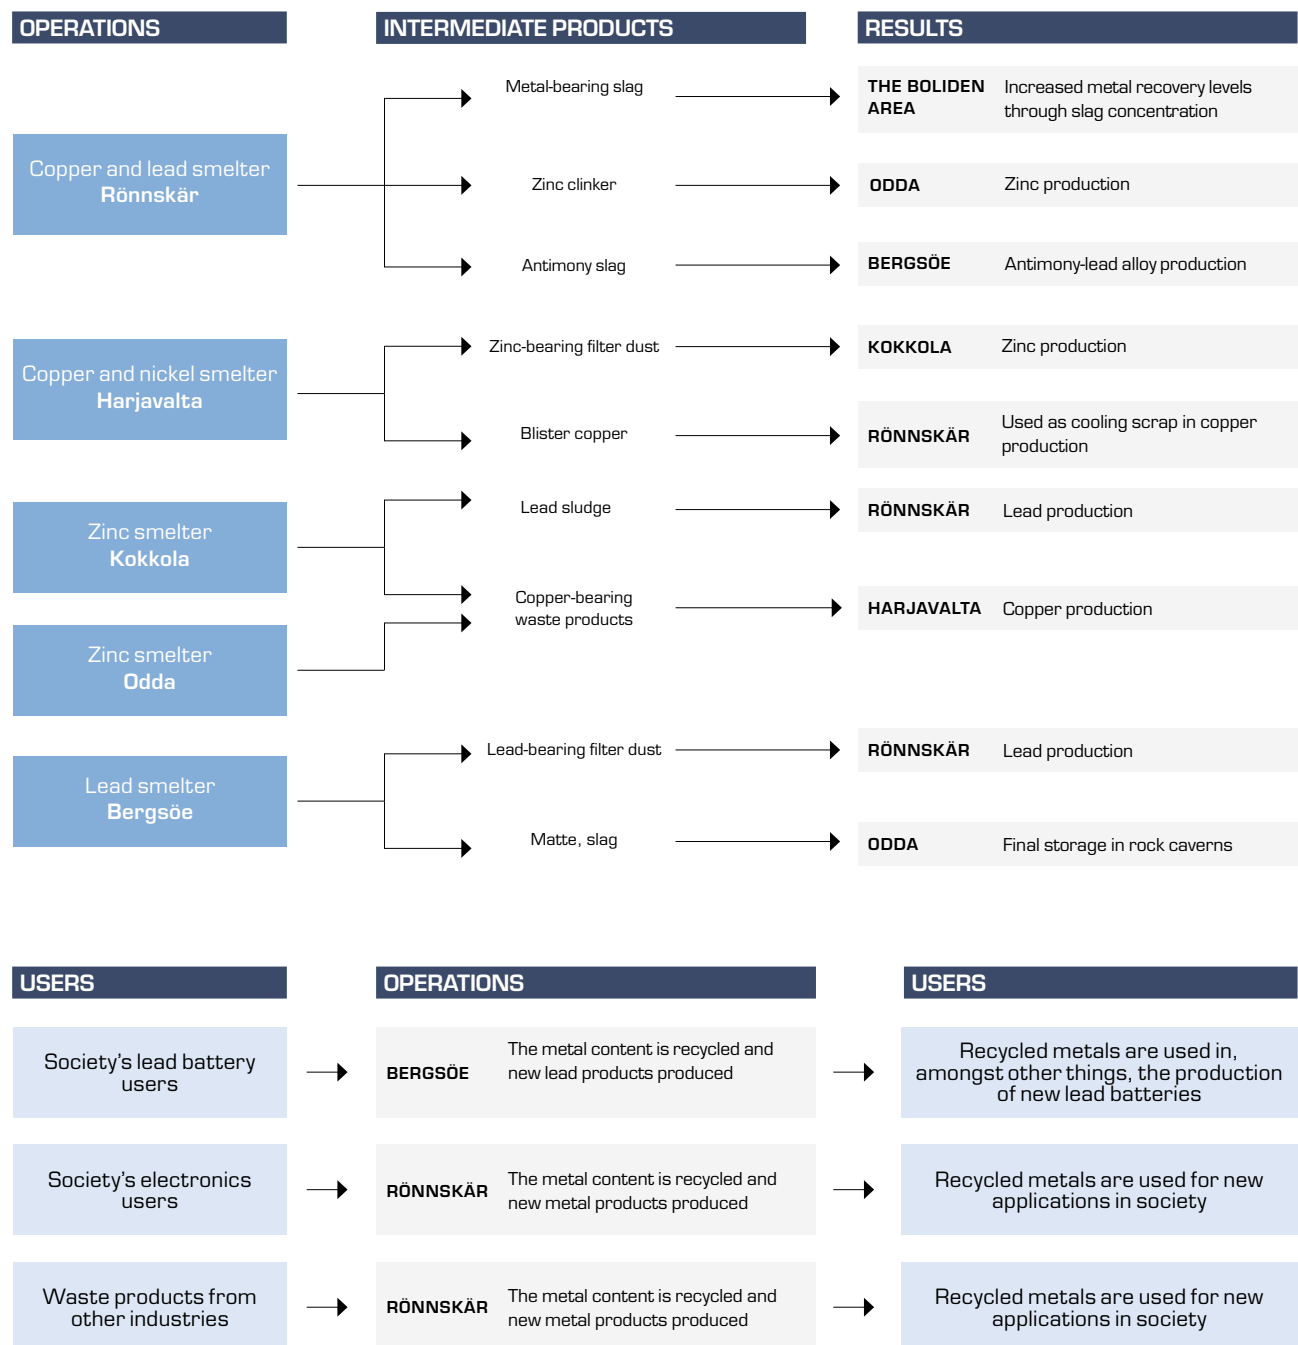 OPERATIONS
INTERMEDIATE PRODUCTS
RESULTS
Copper and lead smelter
Rönnskär
Metal-bearing slag
THE BOLIDEN
AREA
Increased metal recovery levels
through slag concentration
Zinc clinker
ODDA
Zinc production
Antimony slag
BERGSÖE
Antimony-lead alloy production
Copper and nickel smelter
Harjavalta
Zinc-bearing filter dust
KOKKOLA
Zinc production
Blister copper
RÖNNSKÄR
Used as cooling scrap in copper
production
Zinc smelter
Kokkola
Lead sludge
RÖNNSKÄR
Lead production
Copper-bearing
waste products
HARJAVALTA
Copper production
Zinc smelter
Odda
Lead smelter
Bergsöe
Lead-bearing filter dust
RÖNNSKÄR
Lead production
Matte, slag
ODDA
Final storage in rock caverns
USERS
OPERATIONS
USERS
Society's lead battery
users
BERGSÖE
The metal content is recycled and
new lead products produced
Recycled metals are used in,
amongst other things, the production
of new lead batteries
Society's electronics
users
RÖNNSKÄR
The metal content is recycled and
new metal products produced
Recycled metals are used for new
applications in society
Waste products from
other industries
RÖNNSKÄR
The metal content is recycled and
new metal products produced
Recycled metals are used for new
applications in society